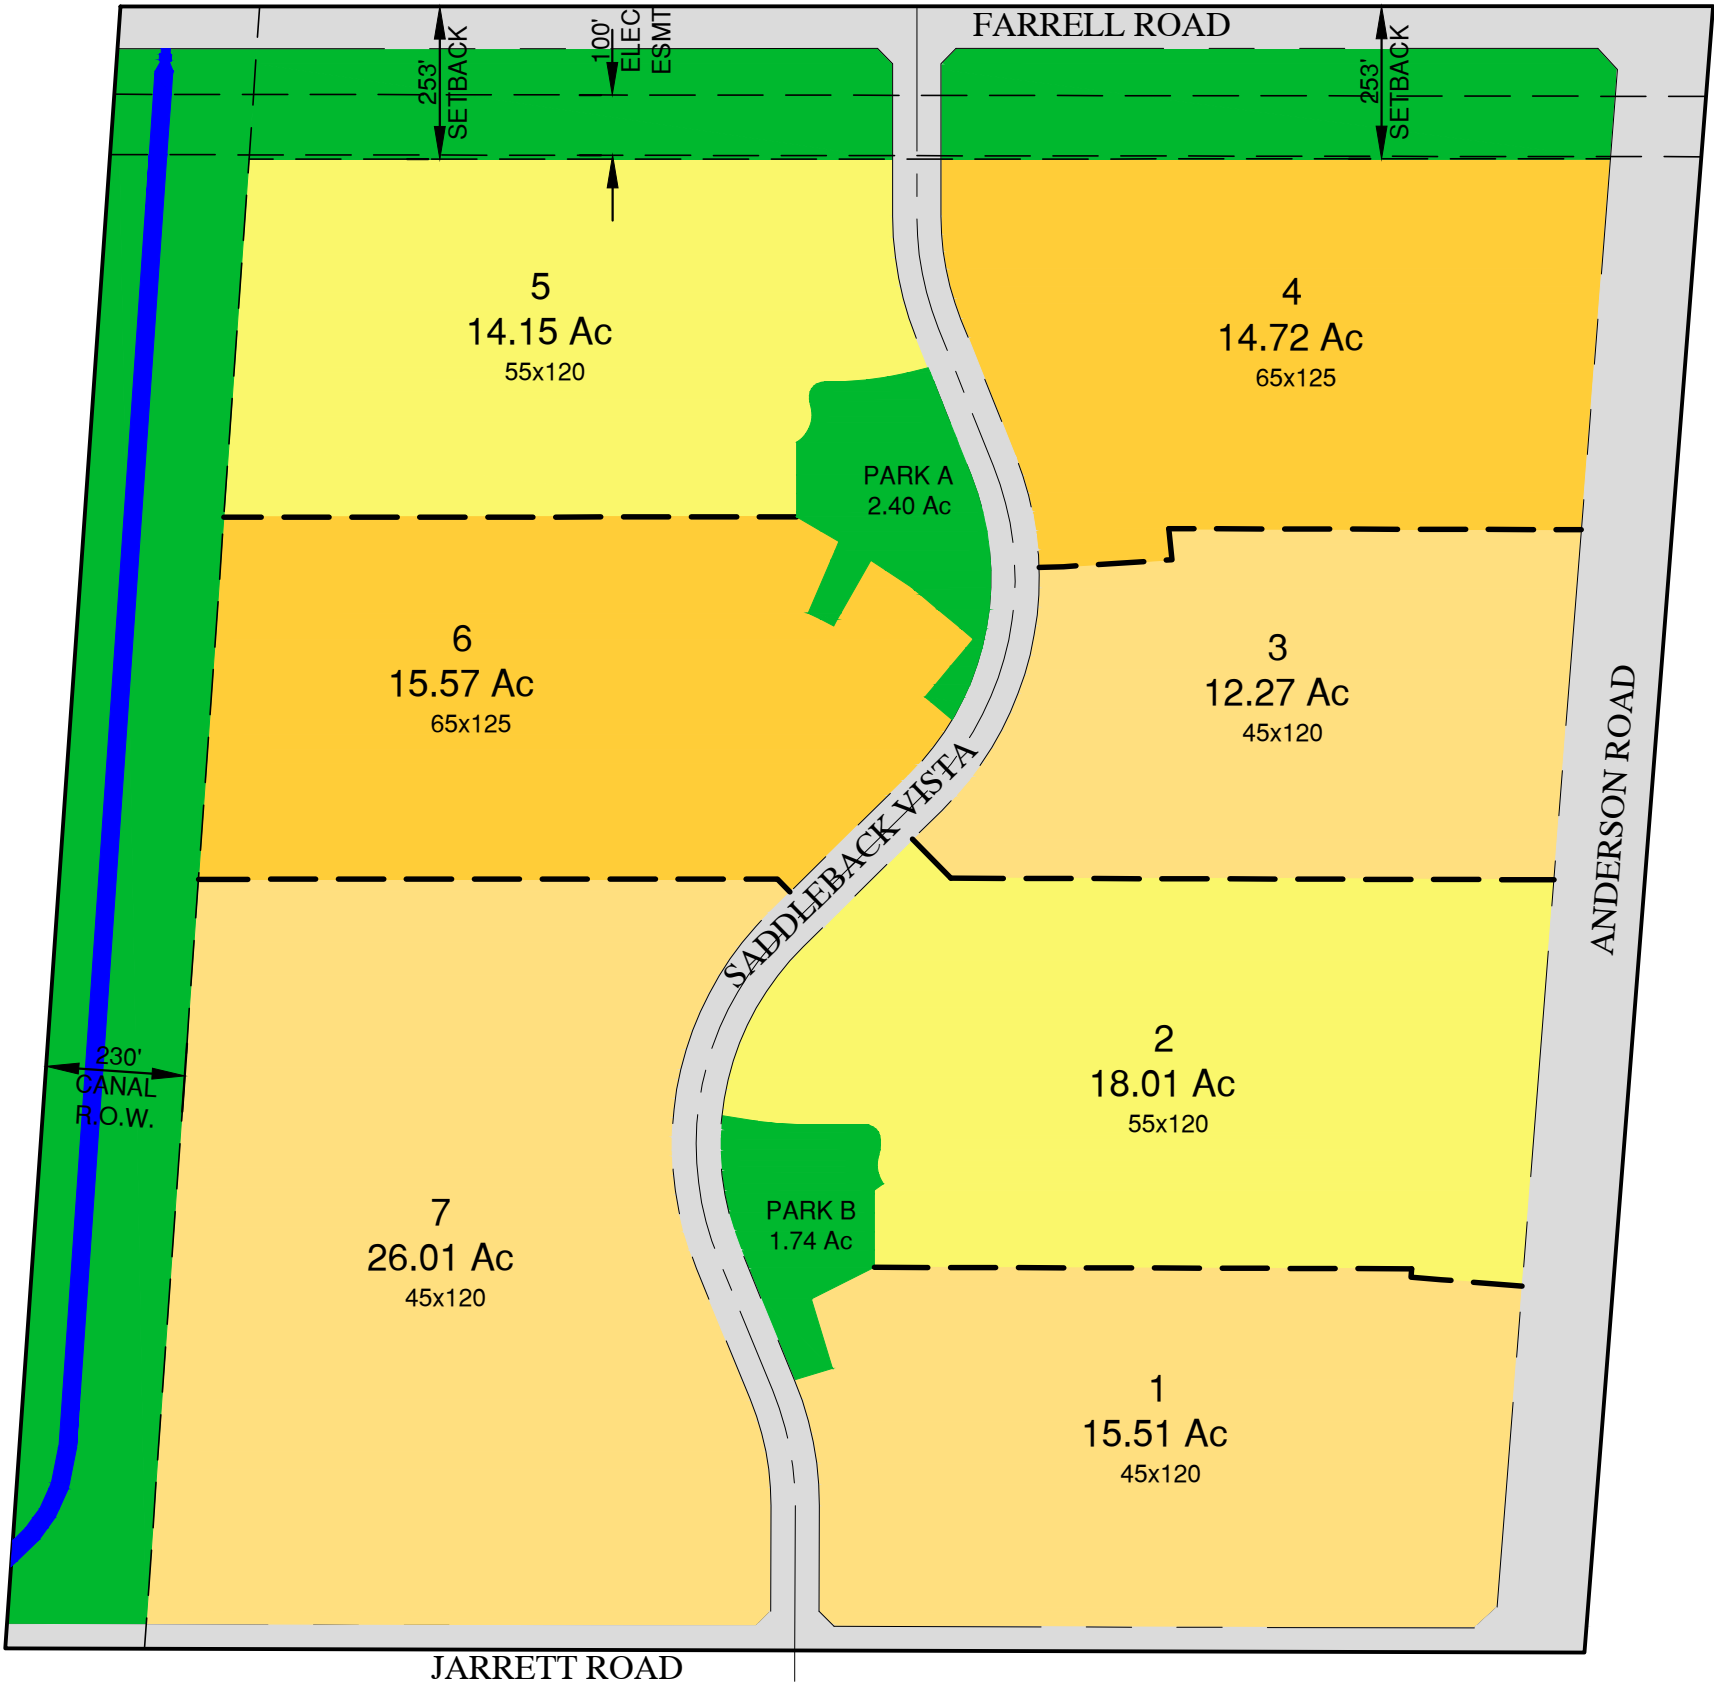 FARRELL ROAD
253'
SETBACK
100'
ELEC
ESMT
253'
SETBACK
5
14.15 Ac
55x120
4
14.72 Ac
65x125
PARK A
2.40 Ac
6
15.57 Ac
65x125
3
12.27 Ac
45x120
SADDLEBACK VISTA
ANDERSON ROAD
230'
CANAL
R.O.W.
2
18.01 Ac
55x120
PARK B
1.74 Ac
7
26.01 Ac
45x120
1
15.51 Ac
45x120
JARRETT ROAD